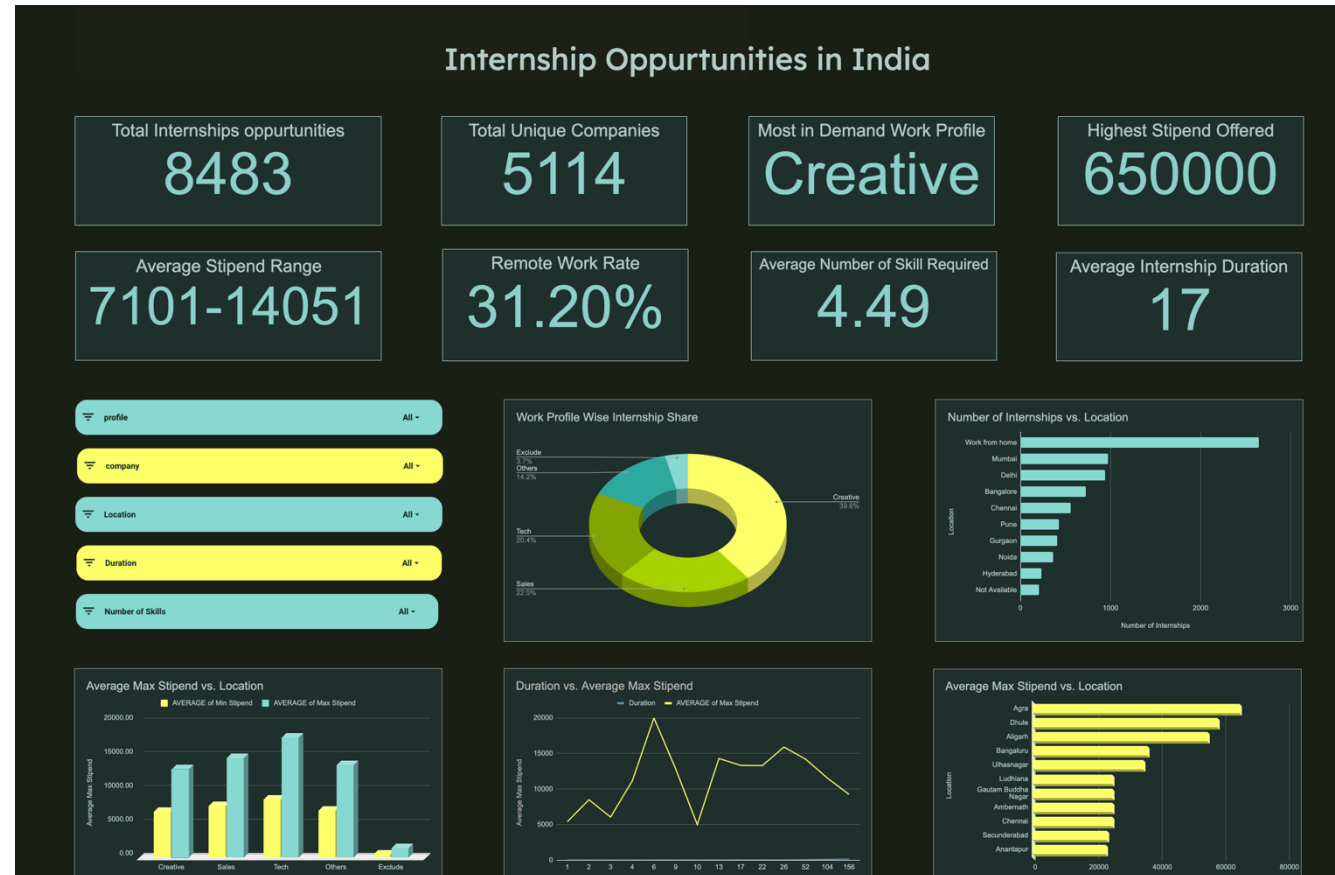 Internship Oppurtunities in India
Total Internships oppurtunities
8483
Total Unique Companies
5114
Most in Demand Work Profile
Creative
Highest Stipend Offered
650000
Average Stipend Range
7101-14051
Remote Work Rate
31.20%
Average Number of Skill Required
4.49
Average Internship Duration
17
profile
All
company
All
Location
All
Duration
All
Number of Skills
All
Work Profile Wise Internship Share
Exclude
3.7%
Others
14.2%
Tech
20.4%
Sales
22.0%
Creative
39.6%
Number of Internships vs. Location
Location
Work from home
Mumbai
Delhi
Bangalore
Chennai
Pune
Gurgaon
Noida
Hyderabad
Not Available
0 1000 2000 3000
Number of Internships
Average Max Stipend vs. Location
AVERAGE of Min Stipend AVERAGE of Max Stipend
Average Max Stipend
20000.00
15000.00
10000.00
5000.00
0.00
Creative Sales Tech Others Exclude
Duration vs. Average Max Stipend
Duration AVERAGE of Max Stipend
Average Max Stipend
20000
15000
10000
5000
0
1 2 3 4 6 9 10 13 17 22 26 52 104 156
Average Max Stipend vs. Location
Location
Agra
Dhule
Aligarh
Bangaluru
Ulhasnagar
Ludhiana
Gautam Buddha
Nagar
Ambernath
Chennai
Secunderabad
Anantapur
0 20000 40000 60000 80000